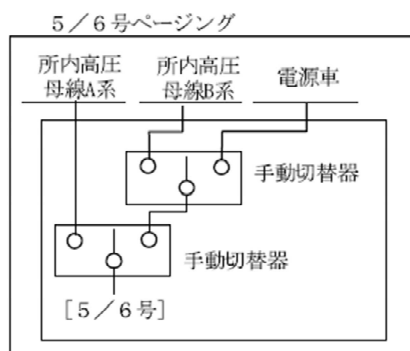 5/6号ページング
所内高圧
母線A系
所内高圧
母線B系
電源車
手動切替器
手動切替器
[5/6号]